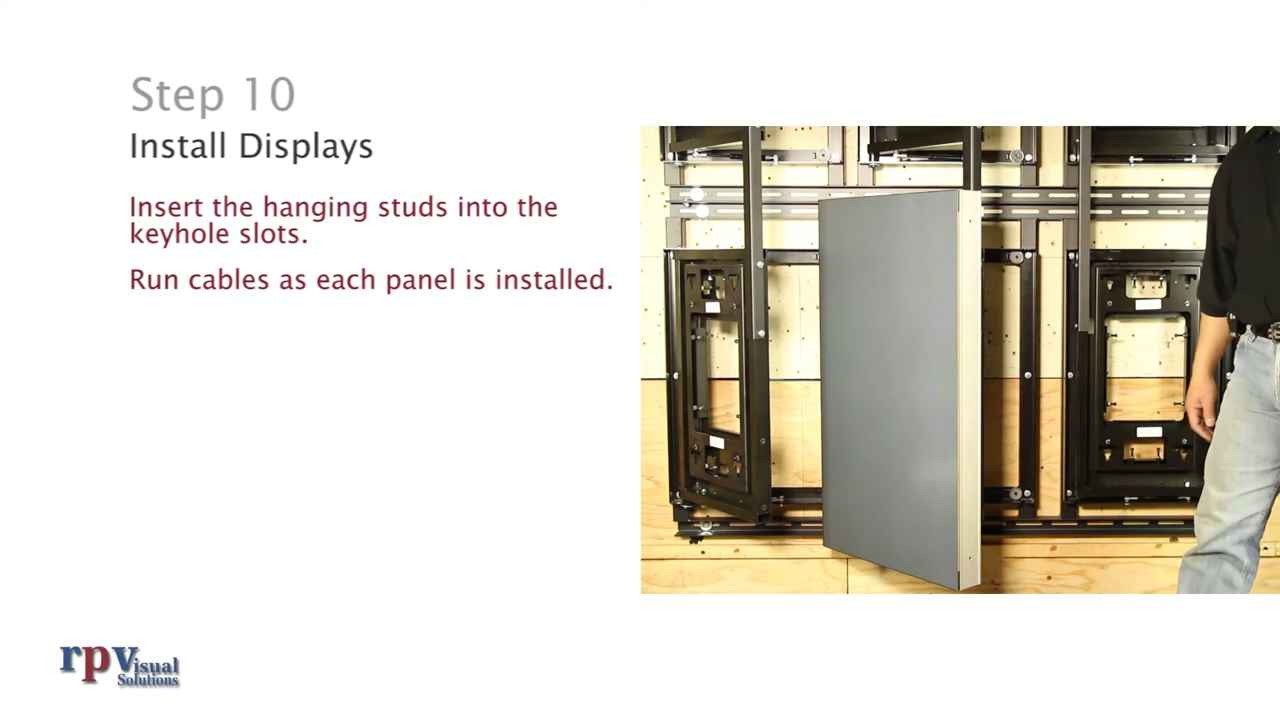 Step 10
Install Displays
Insert the hanging studs into the
keyhole slots.
Run cables as each panel is installed.
rpvisual
Solutions